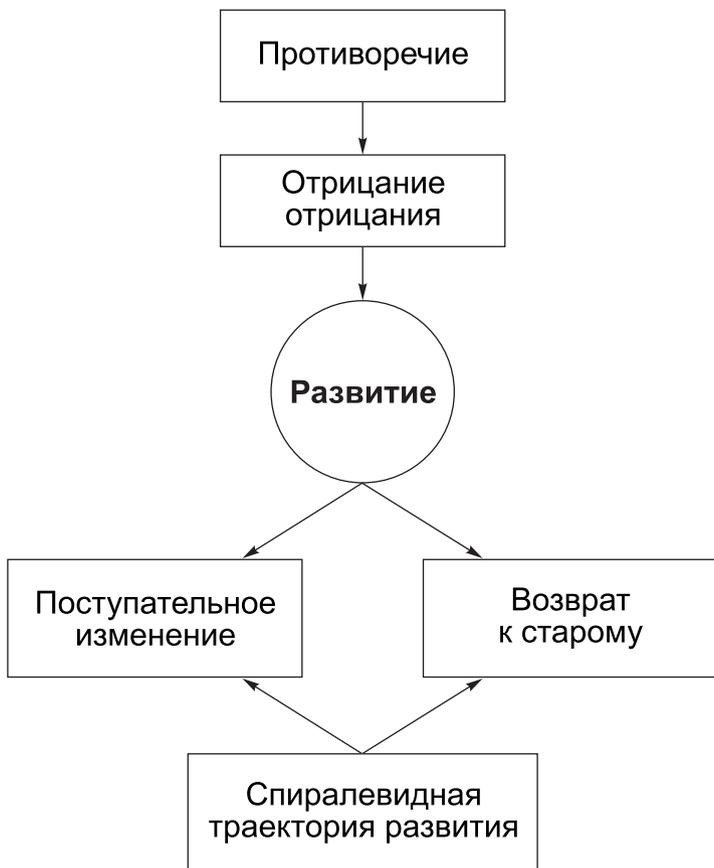 Противоречие
Отрицание
отрицания
Развитие
Поступательное
изменение
Возврат
к старому
Спиралевидная
траектория развития